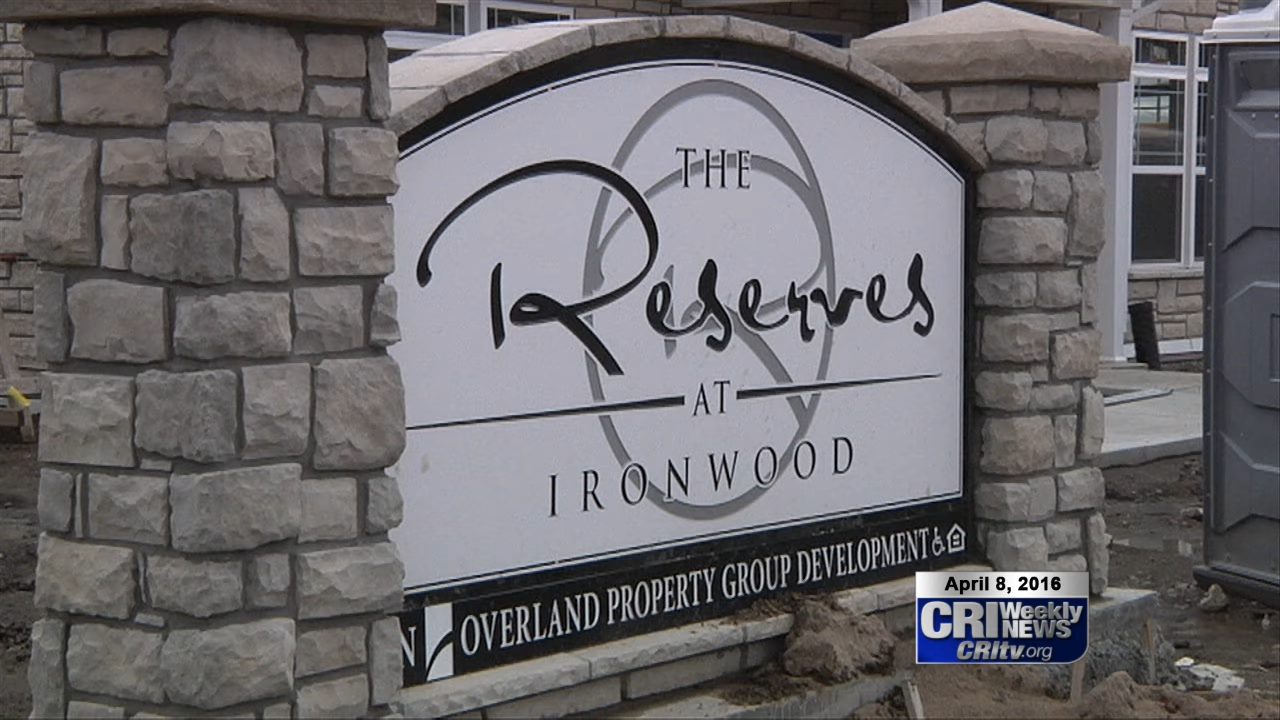 THE
Reserves
AT
IRONWOOD
N OVERLAND PROPERTY GROUP DEVELOPMENT
April 8, 2016
CRI Weekly NEWS
CRItv.org